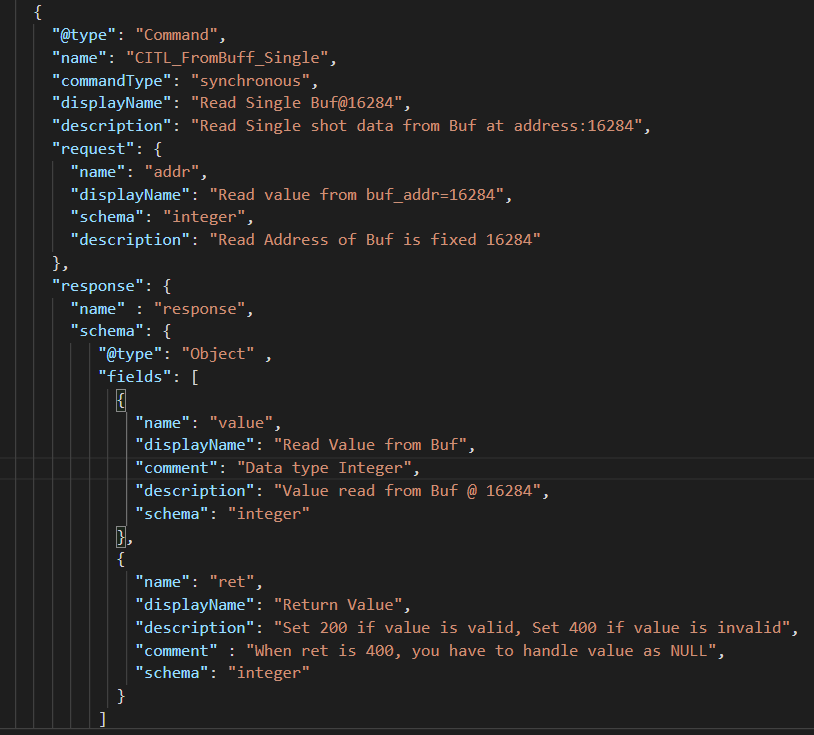 {
"@type": "Command",
"name": "CITL_FromBuff_Single",
"commandType": "synchronous",
"displayName": "Read Single Buf@16284",
"description": "Read Single shot data from Buf at address:16284",
"request": {
"name": "addr",
"displayName": "Read value from buf_addr=16284",
"schema": "integer",
"description": "Read Address of Buf is fixed 16284"
},
"response": {
"name" : "response",
"schema": {
"@type": "Object" ,
"fields": [
{
"name": "value",
"displayName": "Read Value from Buf",
"comment": "Data type Integer",
"description": "Value read from Buf @ 16284",
"schema": "integer"
},
{
"name": "ret",
"displayName": "Return Value",
"description": "Set 200 if value is valid, Set 400 if value is invalid",
"comment" : "When ret is 400, you have to handle value as NULL",
"schema": "integer"
}
]